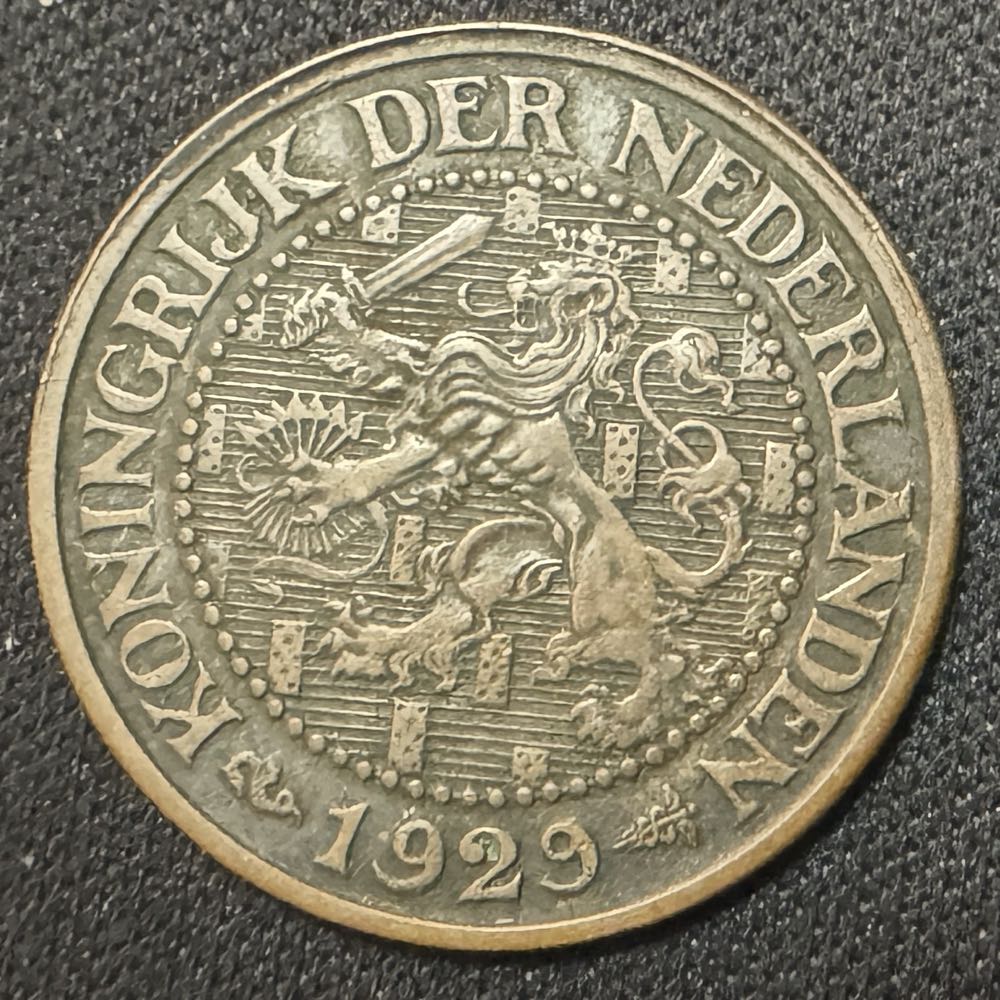 KONINGRIJK DER NEDERLANDEN
1929